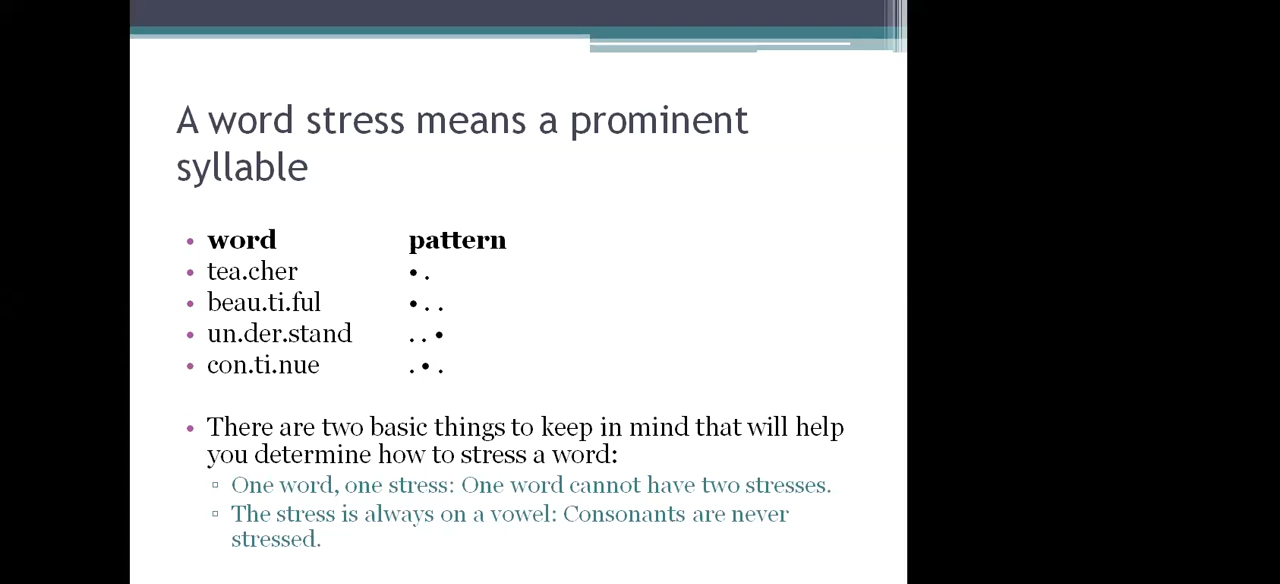 A word stress means a prominent
syllable
• word pattern
• tea.cher • .
• beau.ti.ful • . .
• un.der.stand . . •
• con.ti.nue . • .
• There are two basic things to keep in mind that will help
you determine how to stress a word:
▫ One word, one stress: One word cannot have two stresses.
▫ The stress is always on a vowel: Consonants are never
stressed.